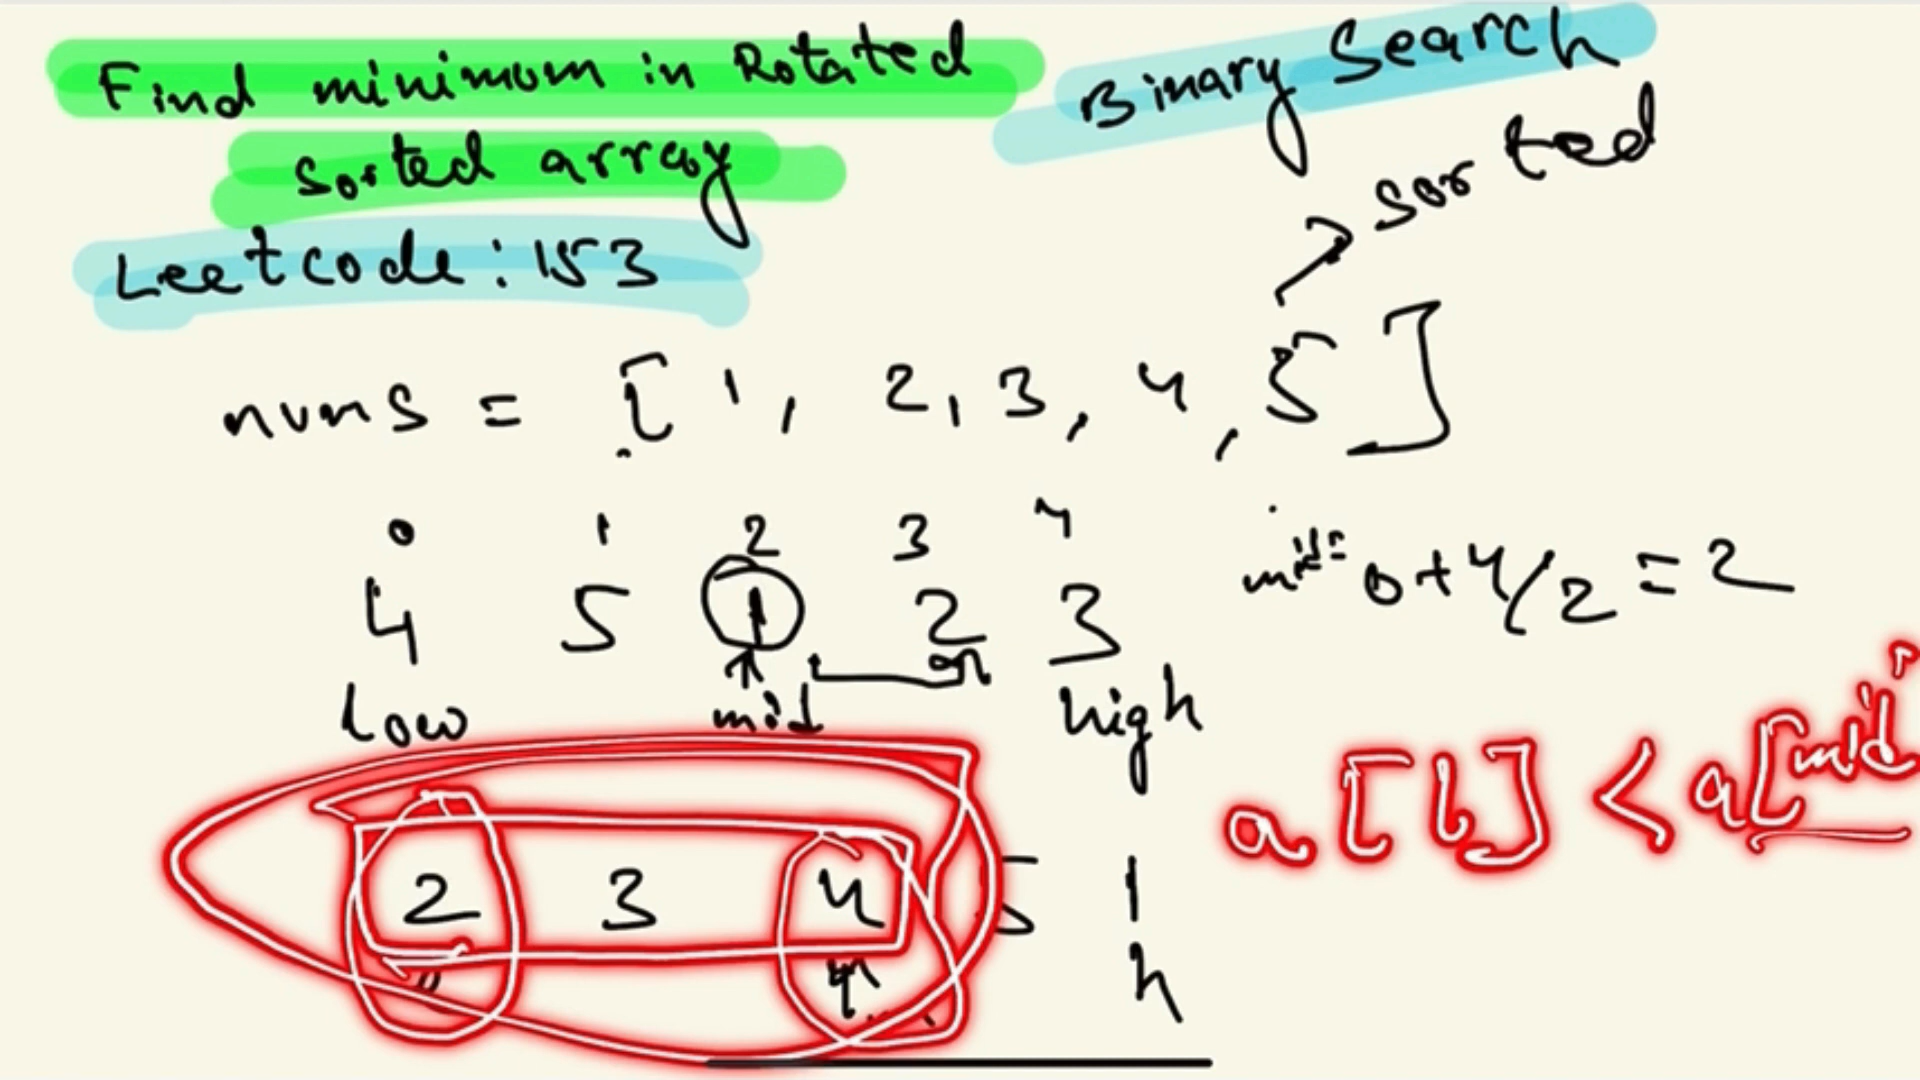 Find minimum in Rotated
sorted array
Binary Search
Leetcode: 153
sorted
nums = [1, 2, 3, 4, 5]
0 1 2 3 4
4 5 1 2 3
mid = 0+4/2 = 2
low mid high
a[l] < a[mid]
2 3 4 5 1
h